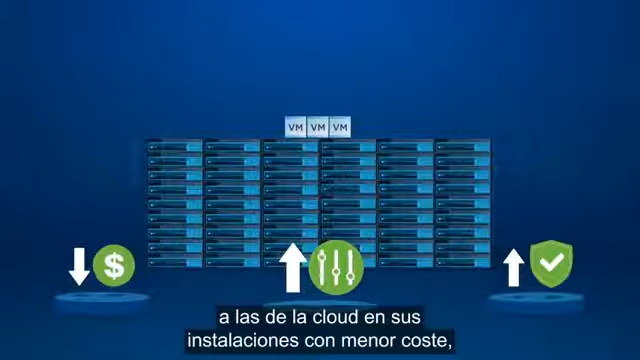 VM VM VM
$
a las de la cloud en sus
instalaciones con menor coste,